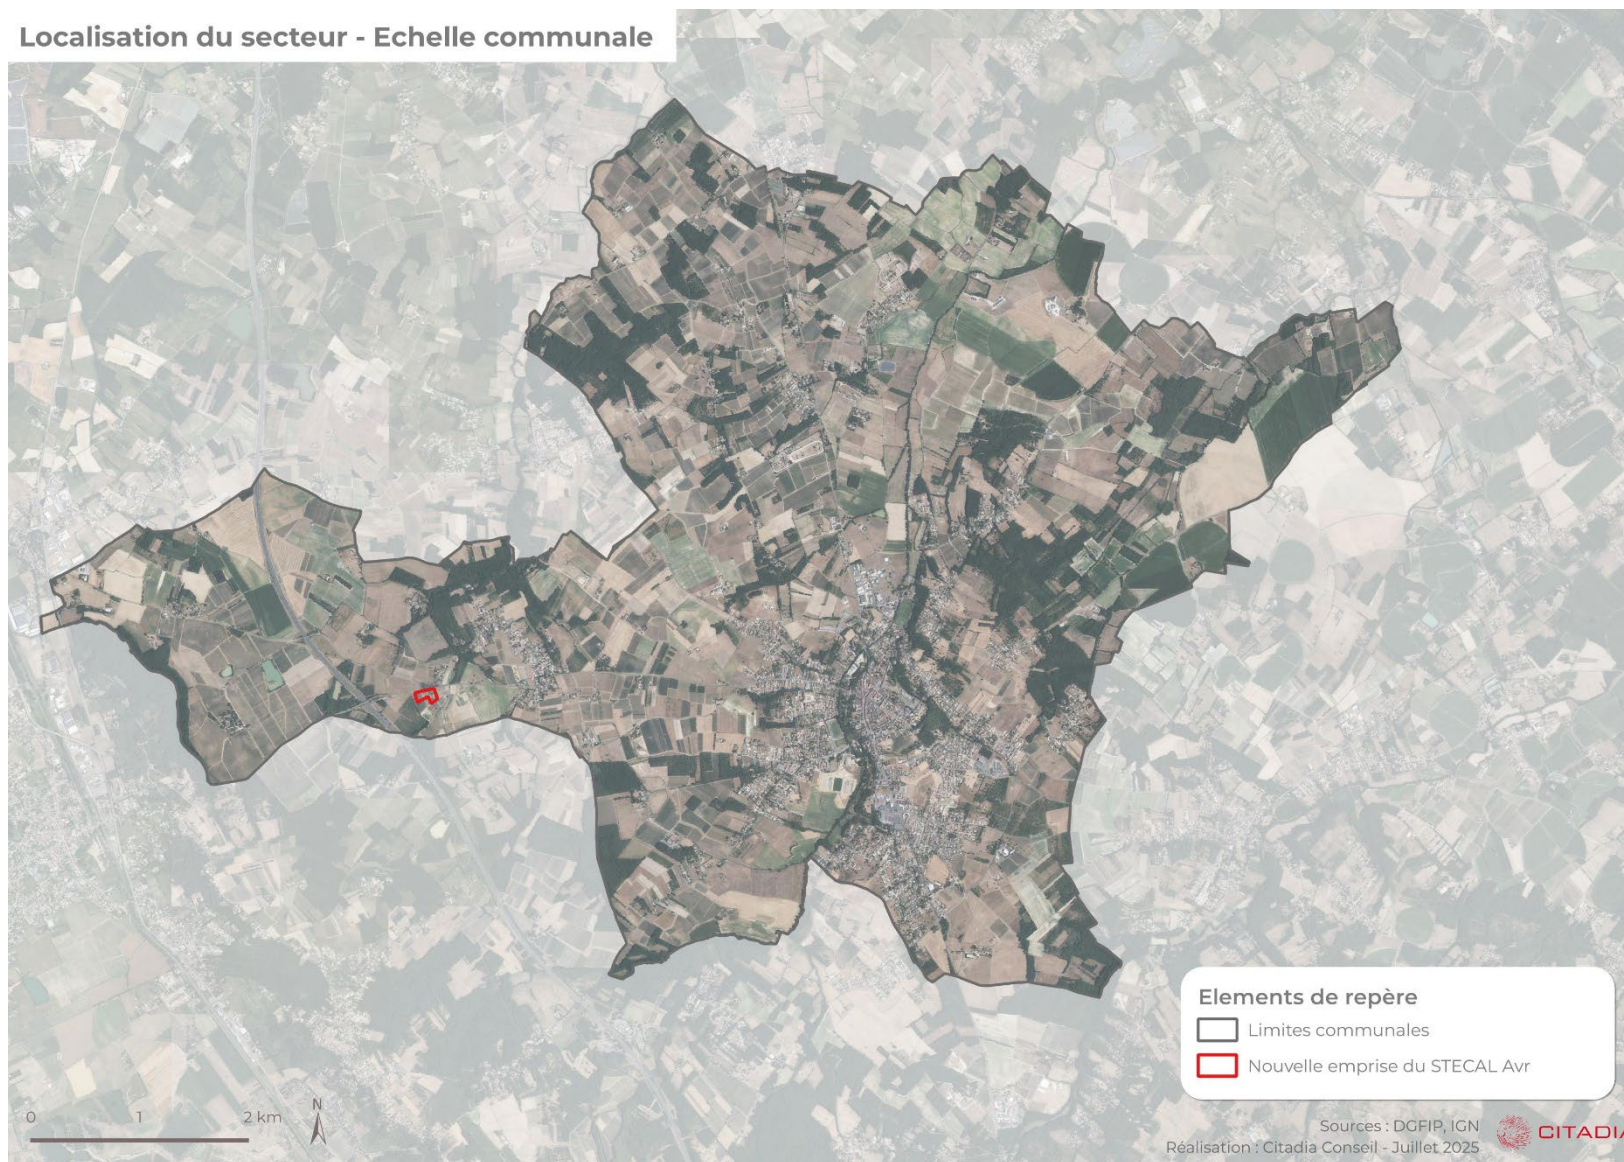 Localisation du secteur - Echelle communale
Elements de repère
Limites communales
Nouvelle emprise du STECAL Avr
0 1 2 km
N
Sources : DGFIP, IGN
Réalisation : Citadia Conseil - Juillet 2025
CITADIA